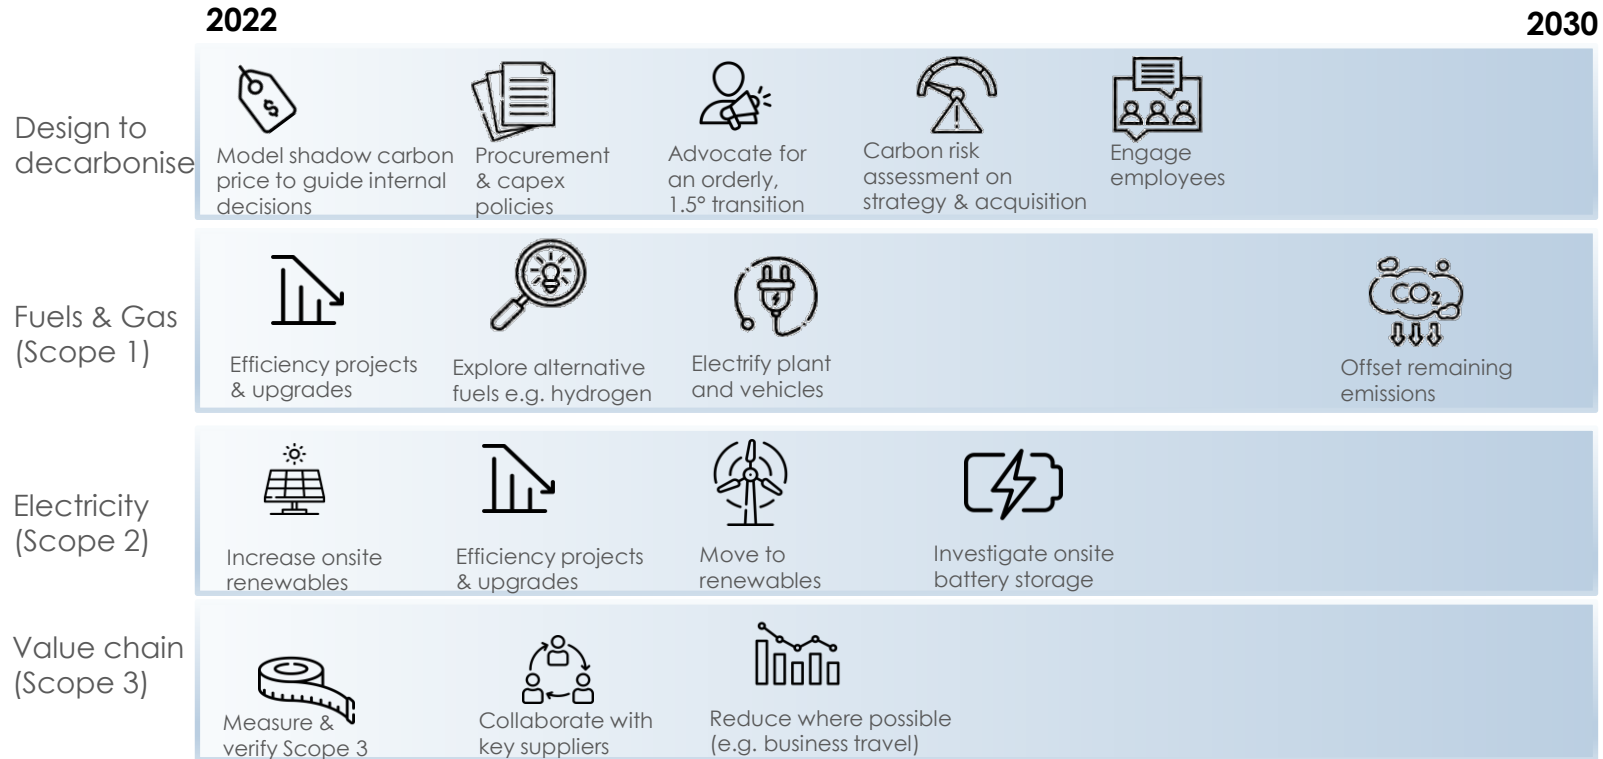 2022
2030
Design to
decarbonise
$
Model shadow carbon
price to guide internal
decisions
Procurement
& capex
policies
Advocate for
an orderly,
1.5° transition
Carbon risk
assessment on
strategy & acquisition
Engage
employees
Fuels & Gas
(Scope 1)
Efficiency projects
& upgrades
Explore alternative
fuels e.g. hydrogen
Electrify plant
and vehicles
CO₂
Offset remaining
emissions
Electricity
(Scope 2)
Increase onsite
renewables
Efficiency projects
& upgrades
Move to
renewables
Investigate onsite
battery storage
Value chain
(Scope 3)
Measure &
verify Scope 3
Collaborate with
key suppliers
Reduce where possible
(e.g. business travel)